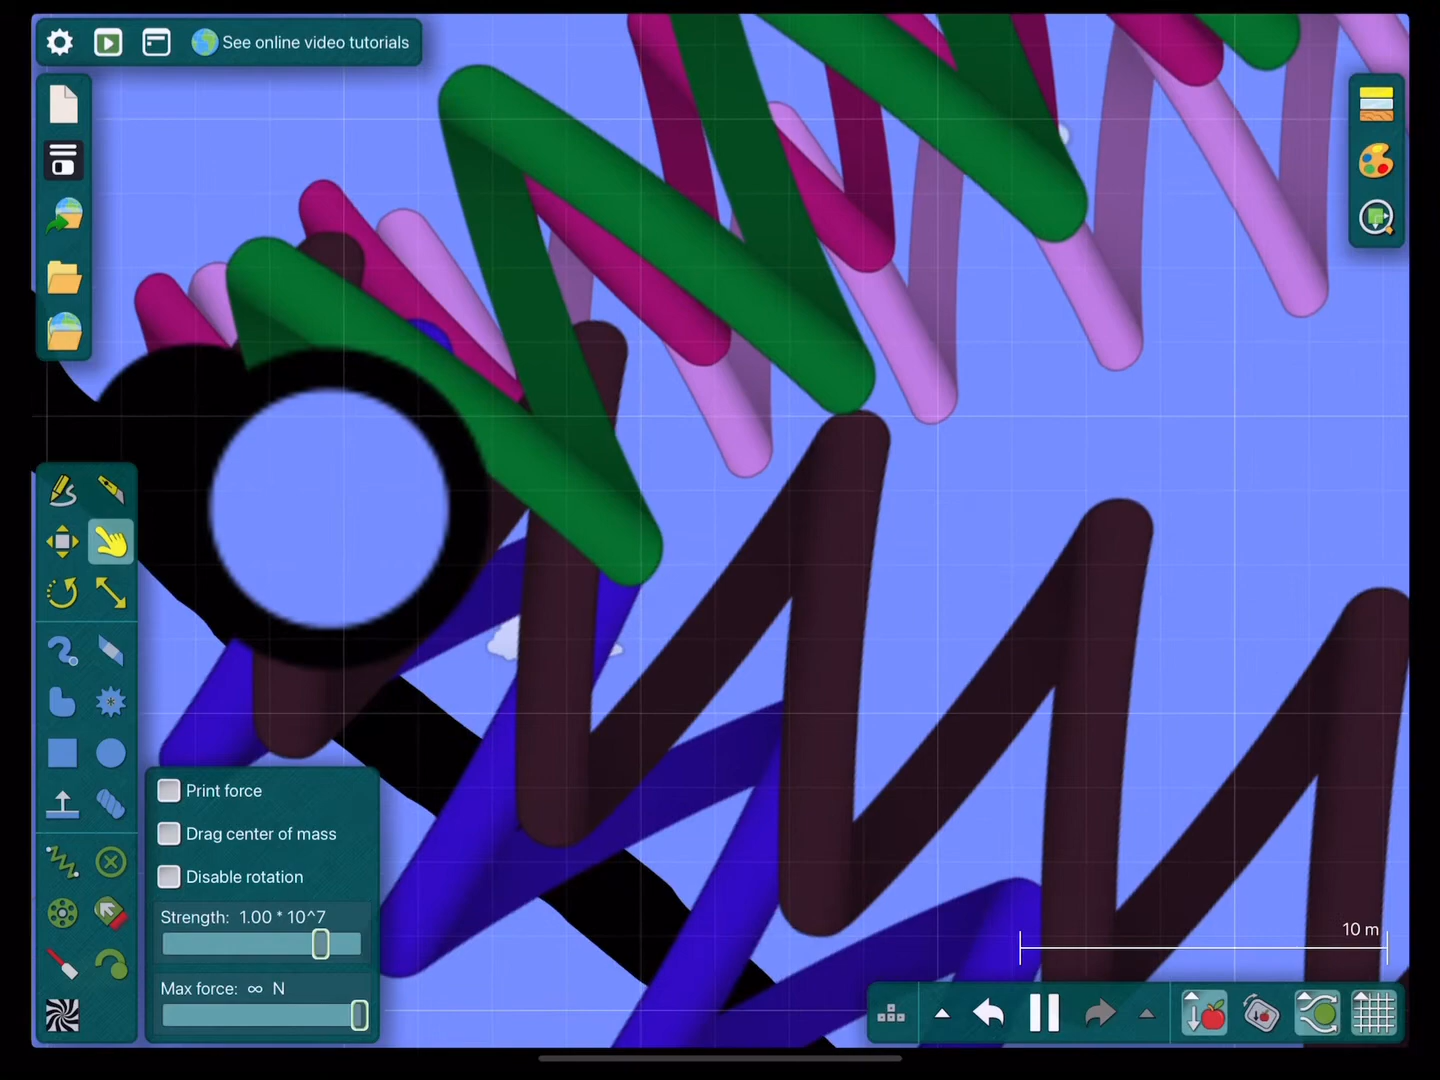 See online video tutorials
Print force
Drag center of mass
Disable rotation
Strength: 1.00 * 10^7
Max force: ∞ N
10 m